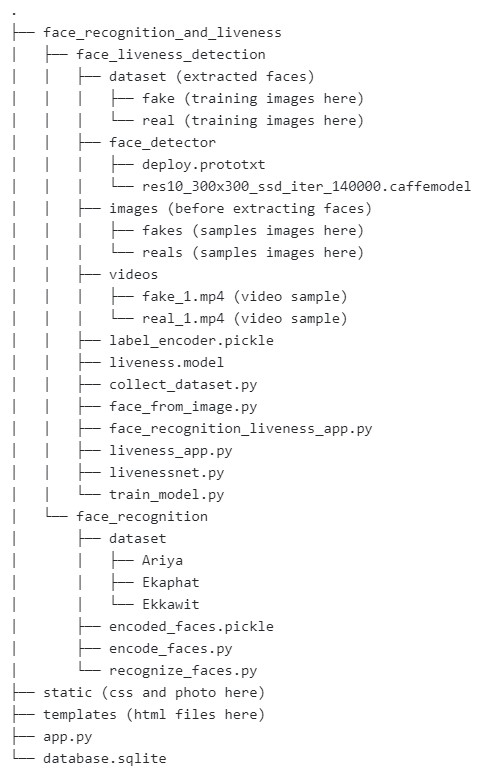 .
├── face_recognition_and_liveness
│   ├── face_liveness_detection
│   │   ├── dataset (extracted faces)
│   │   │   ├── fake (training images here)
│   │   │   └── real (training images here)
│   │   ├── face_detector
│   │   │   ├── deploy.prototxt
│   │   │   └── res10_300x300_ssd_iter_140000.caffemodel
│   │   ├── images (before extracting faces)
│   │   │   ├── fakes (samples images here)
│   │   │   └── reals (samples images here)
│   │   ├── videos
│   │   │   ├── fake_1.mp4 (video sample)
│   │   │   └── real_1.mp4 (video sample)
│   │   ├── label_encoder.pickle
│   │   ├── liveness.model
│   │   ├── collect_dataset.py
│   │   ├── face_from_image.py
│   │   ├── face_recognition_liveness_app.py
│   │   ├── liveness_app.py
│   │   ├── livenessnet.py
│   │   └── train_model.py
│   └── face_recognition
│       ├── dataset
│       │   ├── Ariya
│       │   ├── Ekaphat
│       │   └── Ekkawit
│       ├── encoded_faces.pickle
│       ├── encode_faces.py
│       └── recognize_faces.py
├── static (css and photo here)
├── templates (html files here)
├── app.py
└── database.sqlite